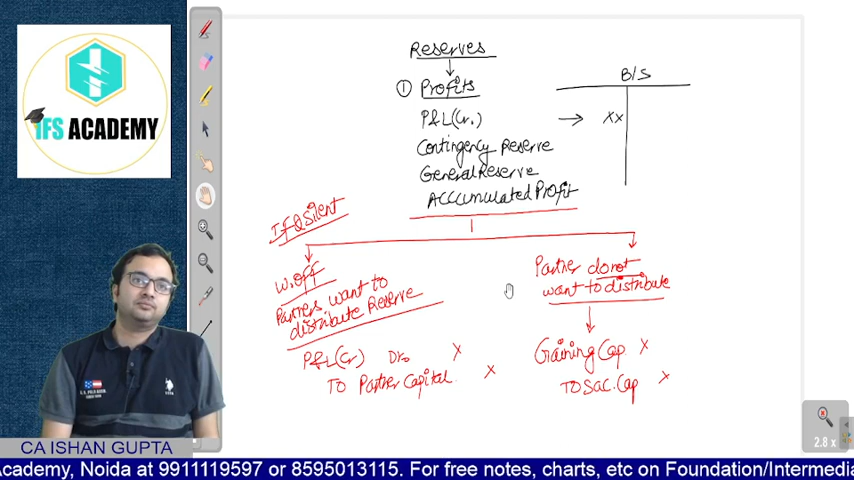 IFS ACADEMY
Reserves
① Profits
P&L(Cr.)
Contingency Reserve
General Reserve
Accumulated Profit
B/S
→ xx
If Q Silent
W.off
Partners want to
distribute Reserve
P&L(Cr) Dr. X
To Partner Capital X
Partner do not
want to distribute
Gaining Cap X
TO Sac. Cap X
2.8 x
CA ISHAN GUPTA
Academy, Noida at 9911119597 or 8595013115. For free notes, charts, etc on Foundation/Intermedia